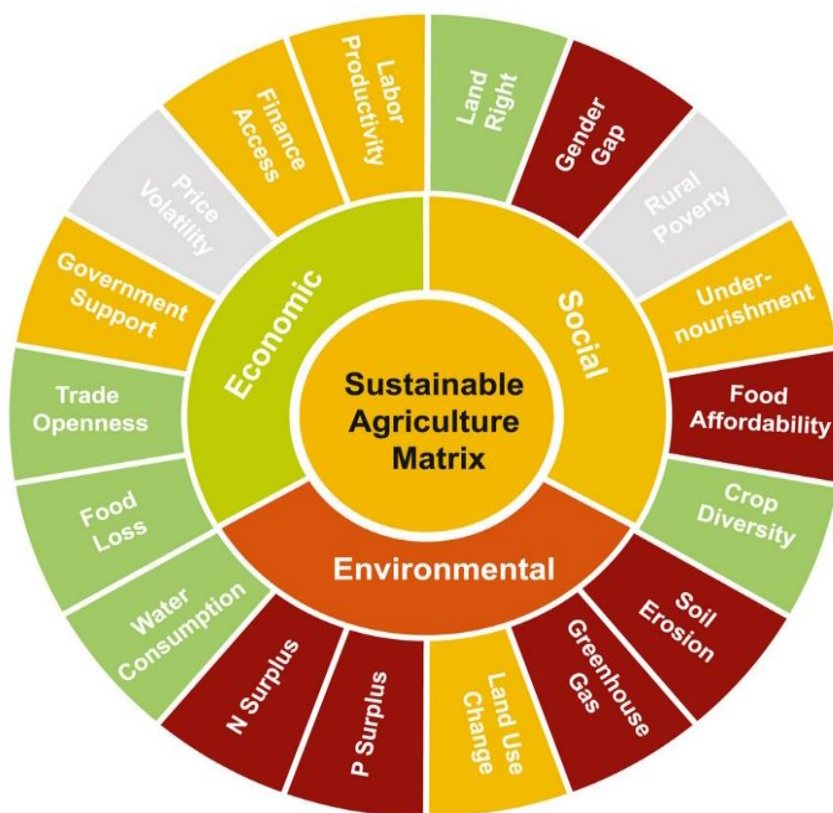 Labor
Productivity
Land
Right
Finance
Access
Gender
Gap
Price
Volatility
Rural
Poverty
Government
Support
Under-
nourishment
Economic
Social
Trade
Openness
Sustainable
Agriculture
Matrix
Food
Affordability
Food
Loss
Crop
Diversity
Environmental
Water
Consumption
Soil
Erosion
N Surplus
P Surplus
Land Use
Change
Greenhouse
Gas